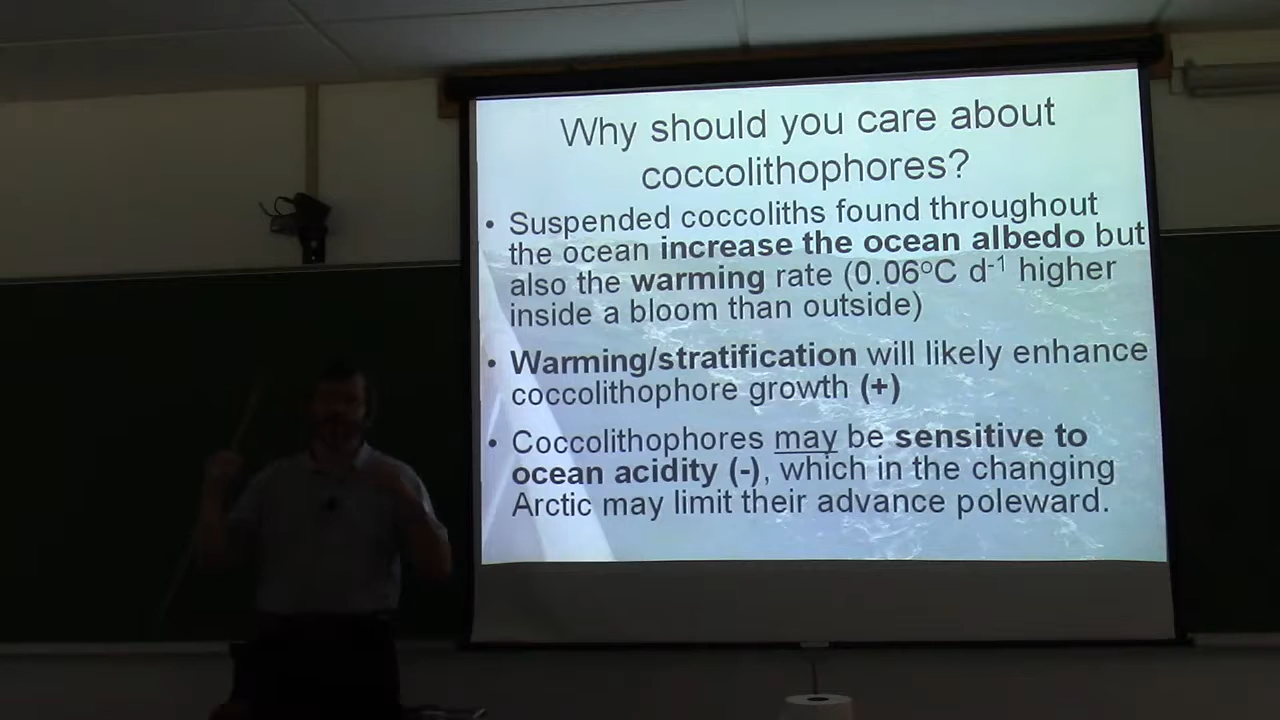 Why should you care about
coccolithophores?
• Suspended coccoliths found throughout
the ocean increase the ocean albedo but
also the warming rate (0.06°C d⁻¹ higher
inside a bloom than outside)
• Warming/stratification will likely enhance
coccolithophore growth (+)
• Coccolithophores may be sensitive to
ocean acidity (-), which in the changing
Arctic may limit their advance poleward.